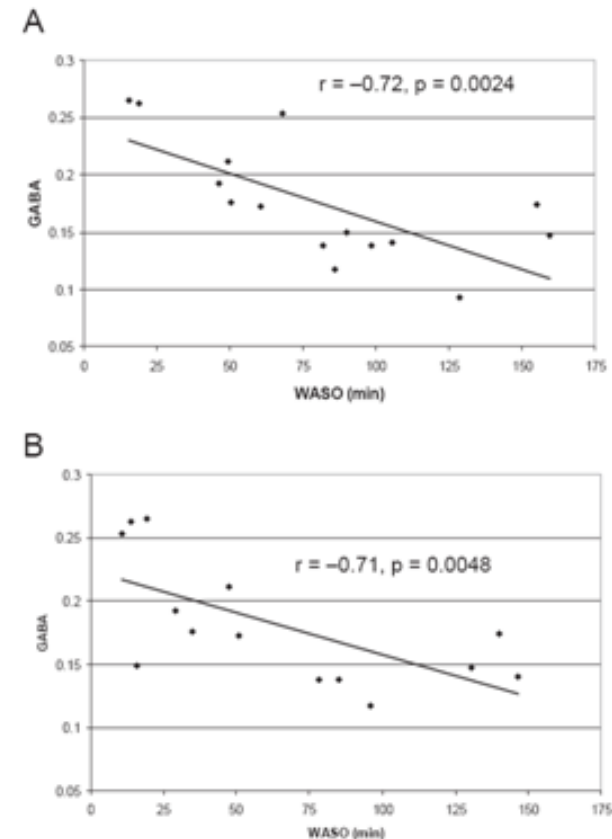 A
0.3
r = –0.72, p = 0.0024
0.25
0.2
GABA
0.15
0.1
0.05
0 25 50 75 100 125 150 175
WASO (min)
B
0.3
0.25
r = –0.71, p = 0.0048
0.2
GABA
0.15
0.1
0.05
0 25 50 75 100 125 150 175
WASO (min)